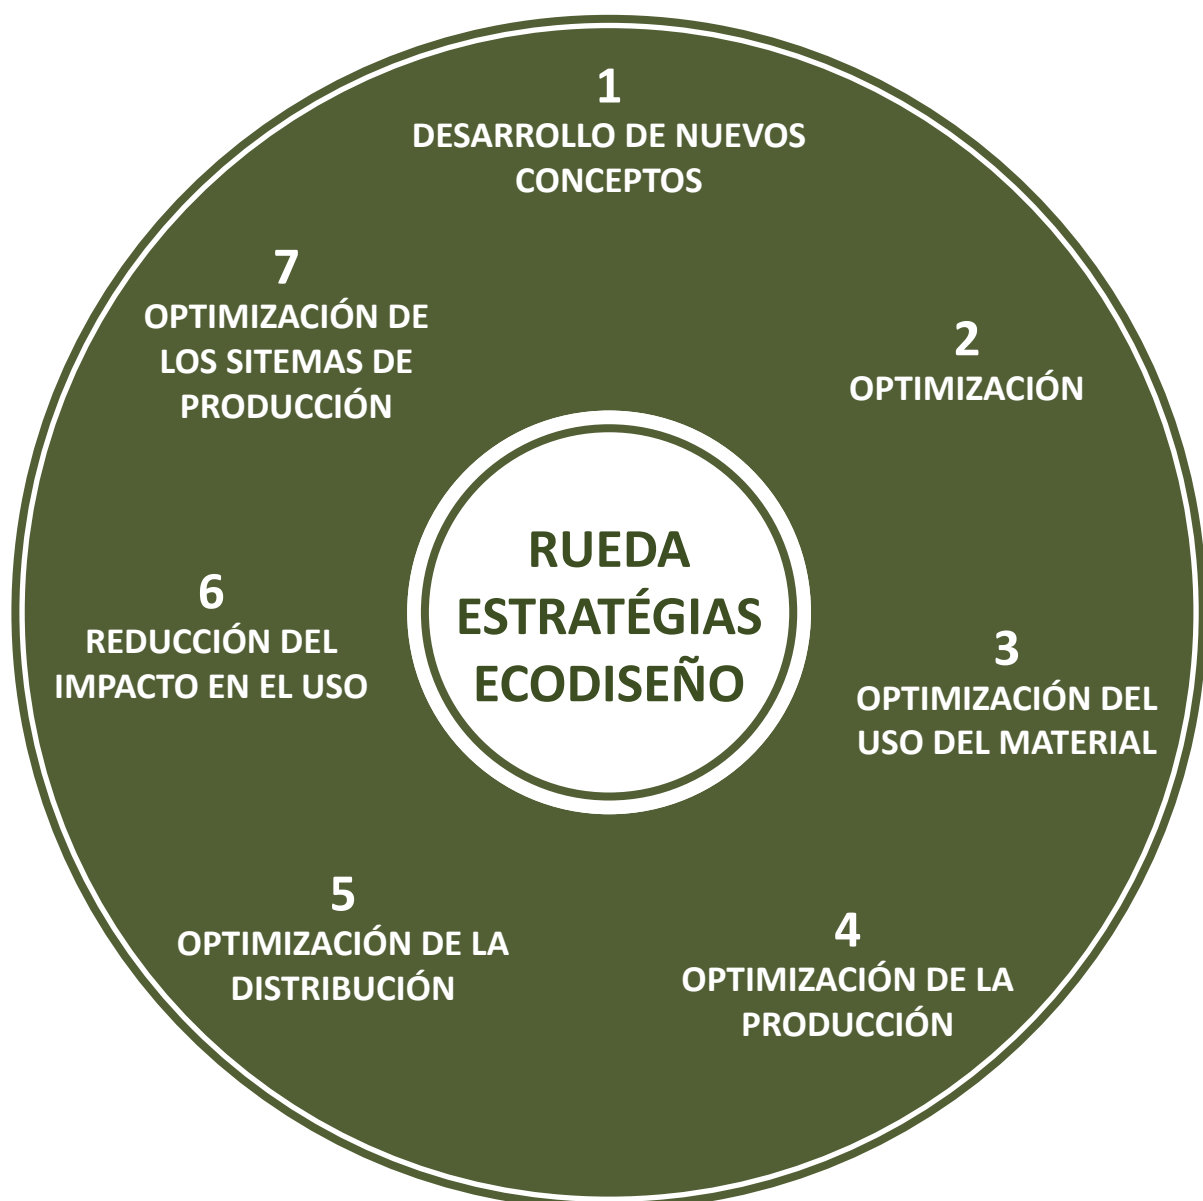 1
DESARROLLO DE NUEVOS
CONCEPTOS
2
OPTIMIZACIÓN
3
OPTIMIZACIÓN DEL
USO DEL MATERIAL
4
OPTIMIZACIÓN DE LA
PRODUCCIÓN
5
OPTIMIZACIÓN DE LA
DISTRIBUCIÓN
6
REDUCCIÓN DEL
IMPACTO EN EL USO
7
OPTIMIZACIÓN DE
LOS SITEMAS DE
PRODUCCIÓN
RUEDA
ESTRATÉGIAS
ECODISEÑO